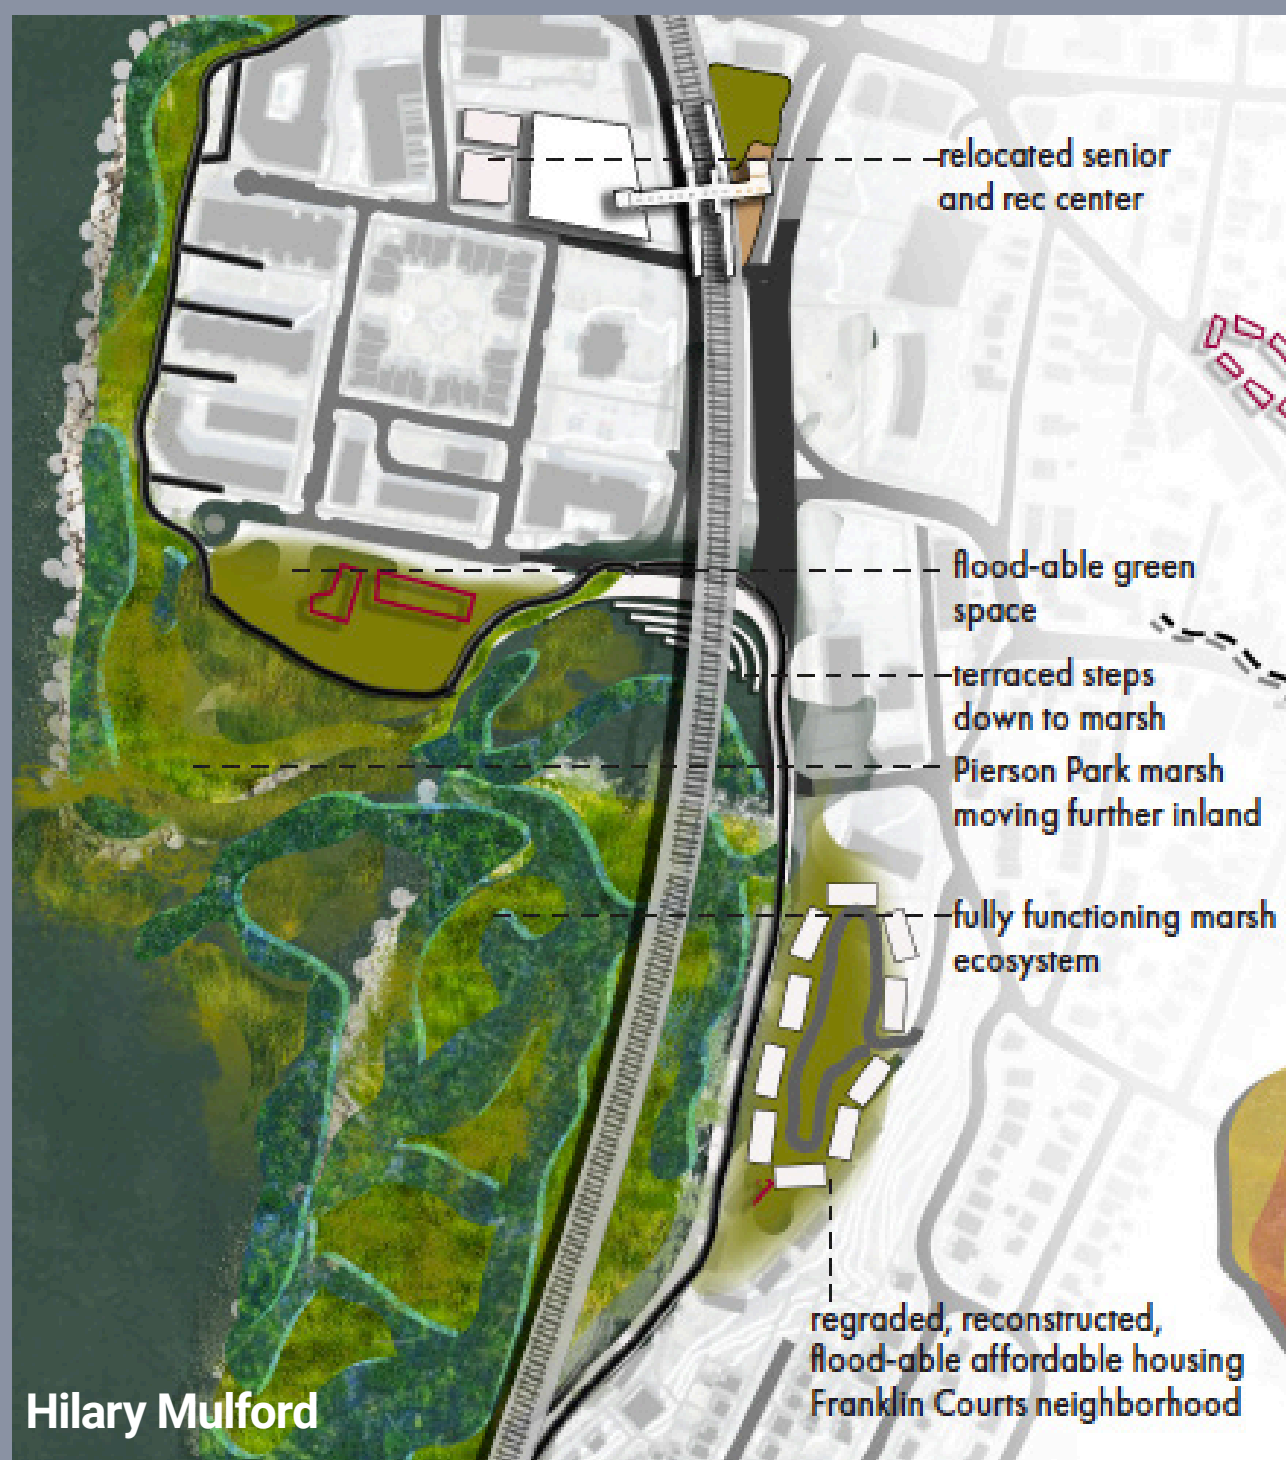 relocated senior
and rec center
flood-able green
space
terraced steps
down to marsh
Pierson Park marsh
moving further inland
fully functioning marsh
ecosystem
regraded, reconstructed,
flood-able affordable housing
Franklin Courts neighborhood
Hilary Mulford